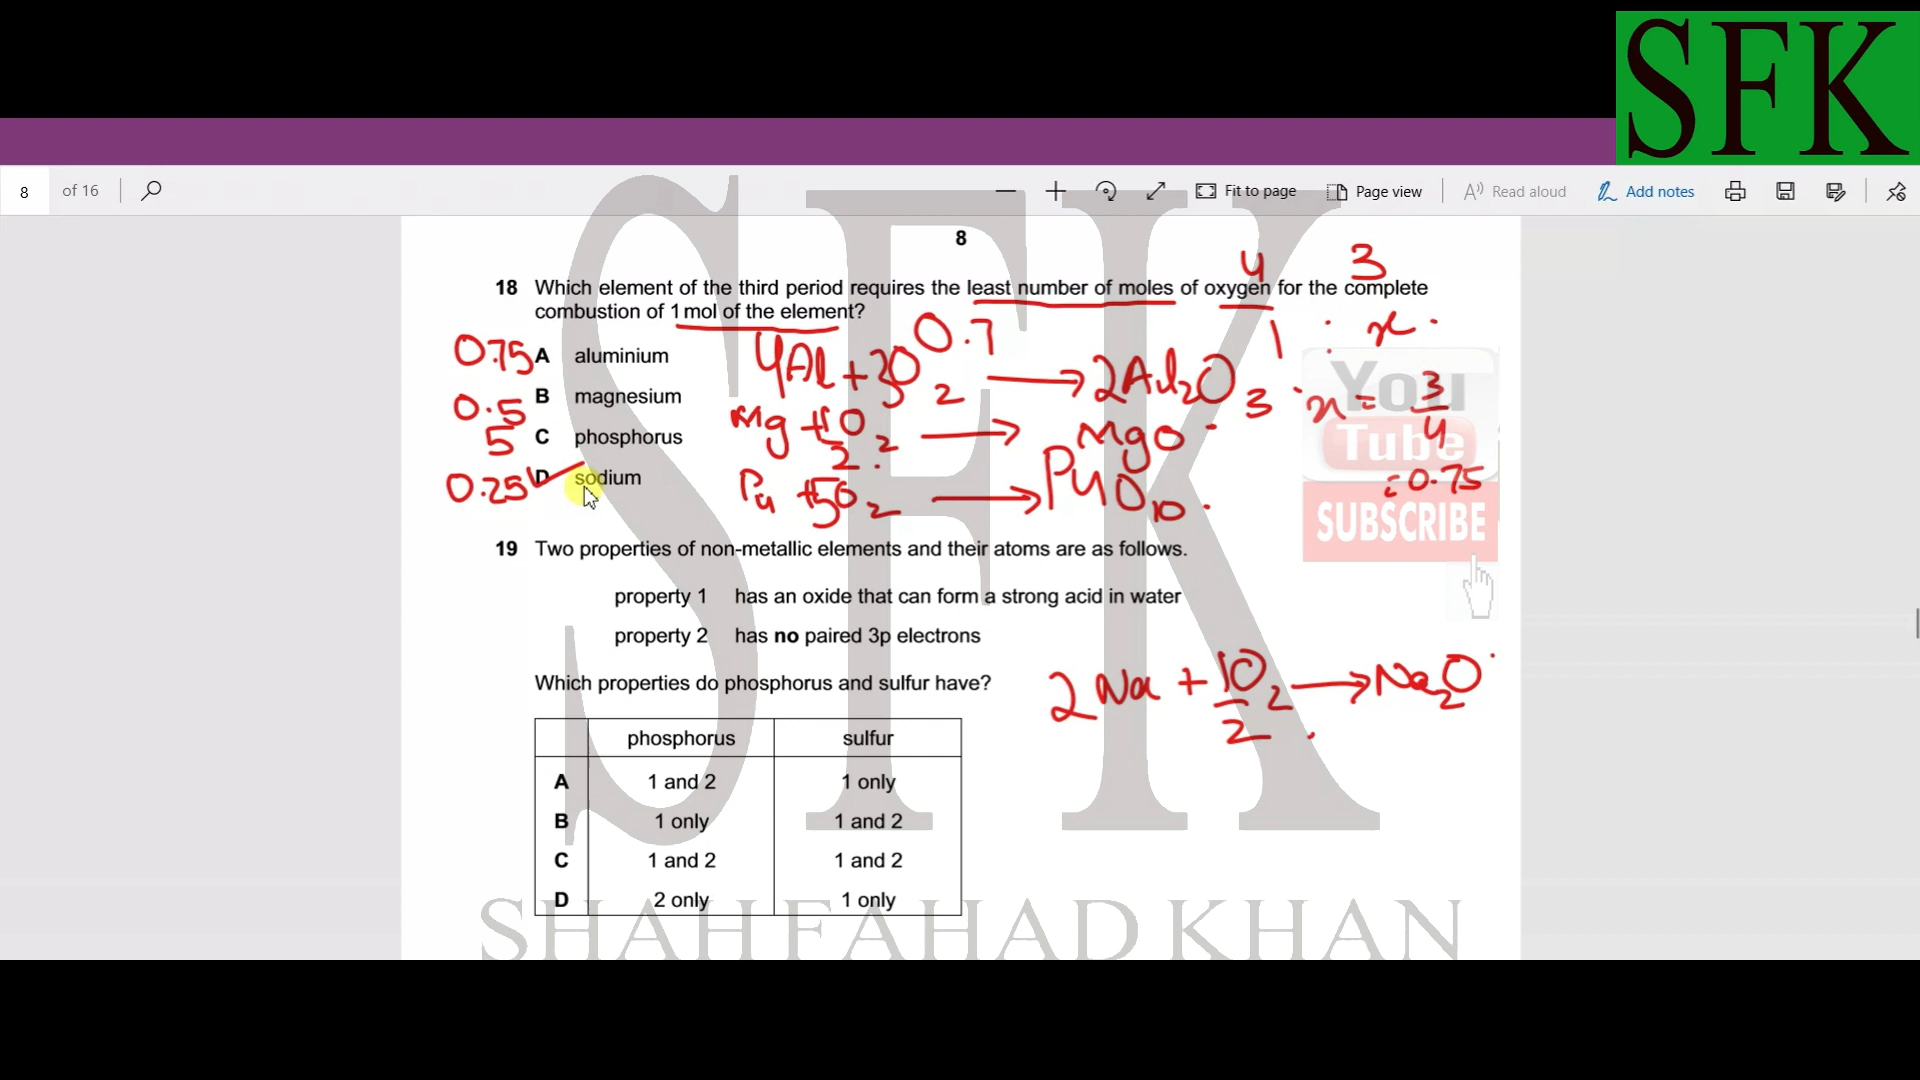 SFK
8 of 16
Fit to page Page view Read aloud Add notes
8
4 3
18 Which element of the third period requires the least number of moles of oxygen for the complete
combustion of 1 mol of the element?
1 : x
0.75 A aluminium
0.7
4Al + 3O2 → 2Al2O3
0.5 B magnesium
x = 3/4
Mg + 1/2 O2 → MgO
5 C phosphorus
= 0.75
0.25 D sodium
P4 + 5O2 → P4O10
You
Tube
SUBSCRIBE
19 Two properties of non-metallic elements and their atoms are as follows.
property 1 has an oxide that can form a strong acid in water
property 2 has no paired 3p electrons
Which properties do phosphorus and sulfur have?
2Na + 1/2 O2 → Na2O
phosphorus sulfur
A 1 and 2 1 only
B 1 only 1 and 2
C 1 and 2 1 and 2
D 2 only 1 only
SFK
SHAH FAHAD KHAN